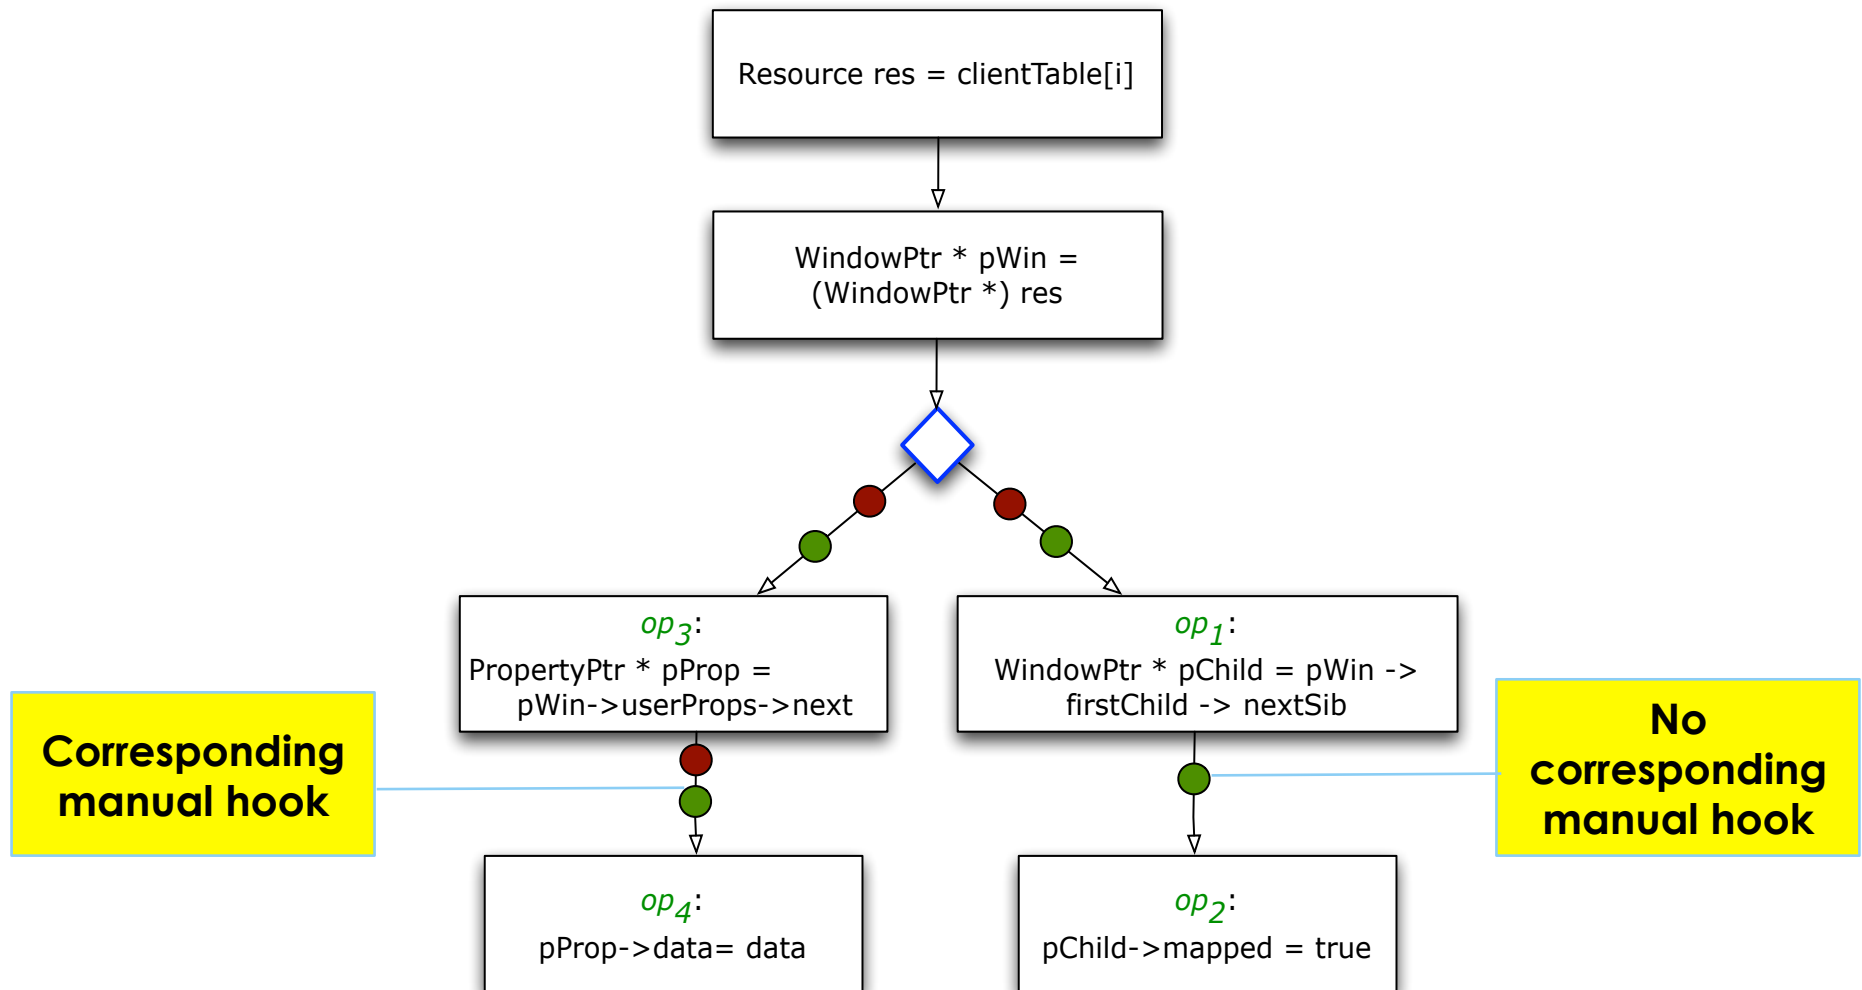 Resource res = clientTable[i]
WindowPtr * pWin =
(WindowPtr *) res
op3:
PropertyPtr * pProp =
pWin->userProps->next
op1:
WindowPtr * pChild = pWin ->
firstChild -> nextSib
Corresponding
manual hook
No
corresponding
manual hook
op4:
pProp->data= data
op2:
pChild->mapped = true